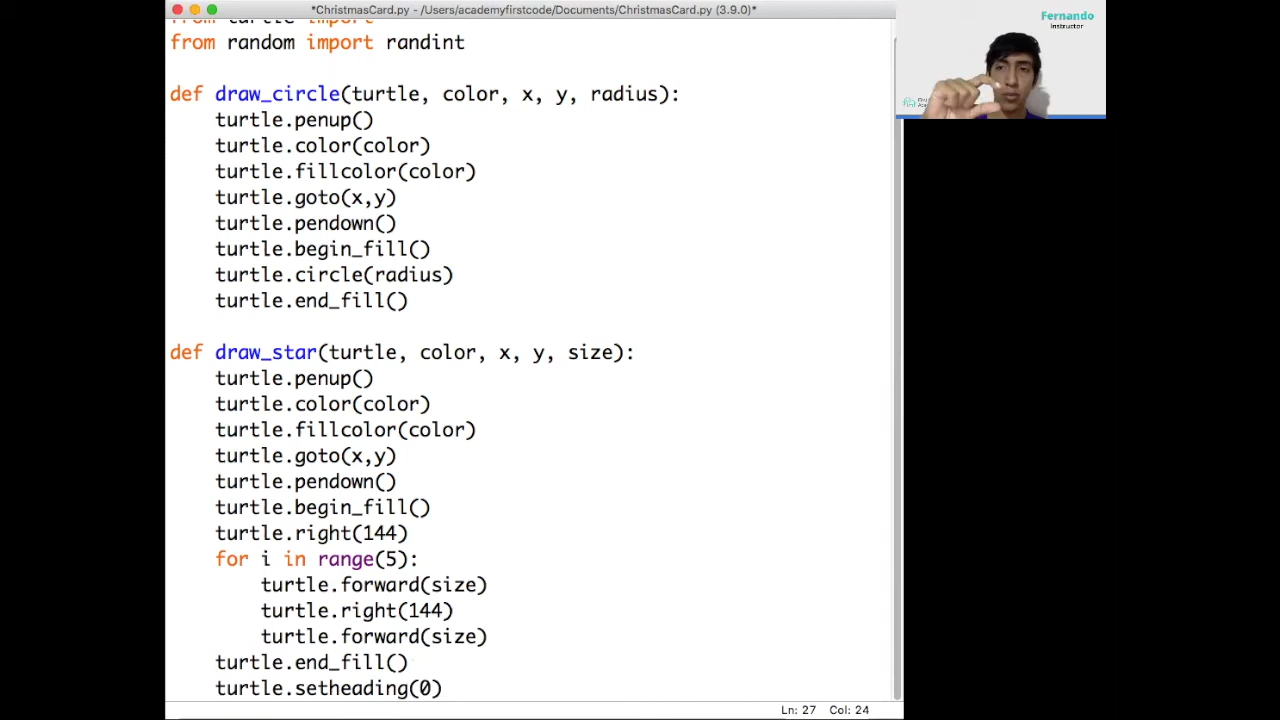 *ChristmasCard.py - /Users/academyfirstcode/Documents/ChristmasCard.py (3.9.0)*
Fernando
Instructor
from turtle import
from random import randint
def draw_circle(turtle, color, x, y, radius):
turtle.penup()
turtle.color(color)
turtle.fillcolor(color)
turtle.goto(x,y)
turtle.pendown()
turtle.begin_fill()
turtle.circle(radius)
turtle.end_fill()
def draw_star(turtle, color, x, y, size):
turtle.penup()
turtle.color(color)
turtle.fillcolor(color)
turtle.goto(x,y)
turtle.pendown()
turtle.begin_fill()
turtle.right(144)
for i in range(5):
turtle.forward(size)
turtle.right(144)
turtle.forward(size)
turtle.end_fill()
turtle.setheading(0)
Ln: 27 Col: 24